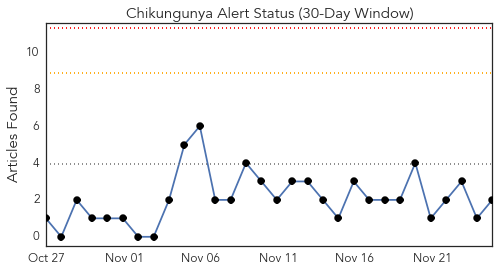 Chikungunya Alert Status (30-Day Window)
Articles Found
10
8
6
4
2
0
Oct 27 Nov 01 Nov 06 Nov 11 Nov 16 Nov 21